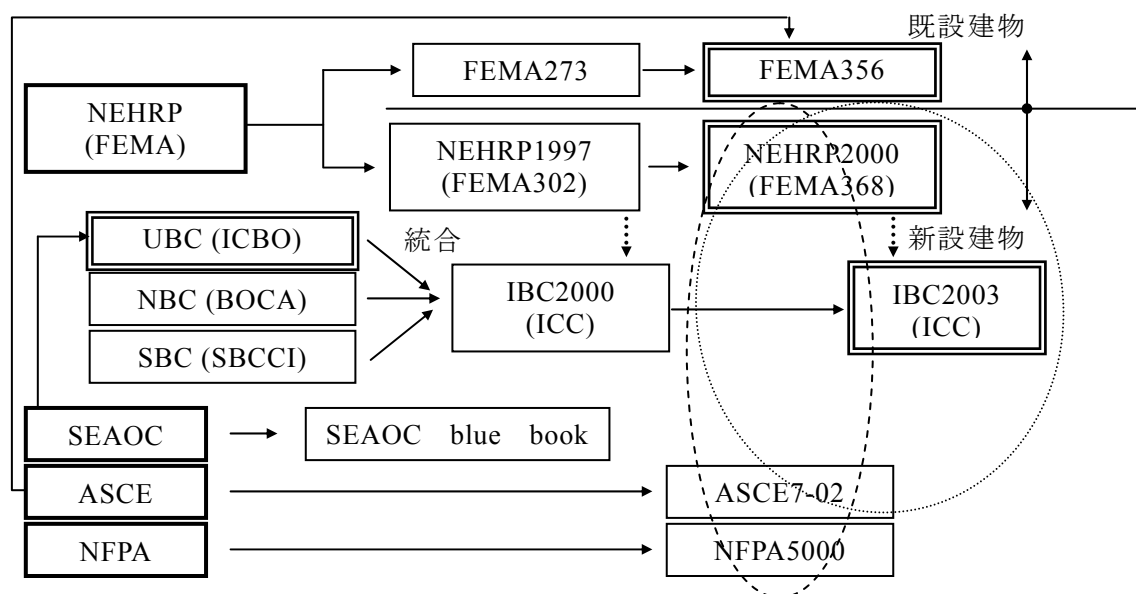 既設建物
FEMA273
FEMA356
NEHRP
(FEMA)
NEHRP1997
(FEMA302)
NEHRP2000
(FEMA368)
UBC (ICBO)
統合
新設建物
NBC (BOCA)
IBC2000
(ICC)
IBC2003
(ICC)
SBC (SBCCI)
SEAOC
SEAOC blue book
ASCE
ASCE7-02
NFPA
NFPA5000